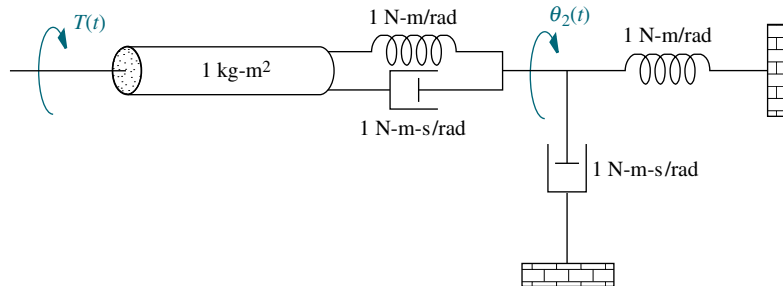 T(t)
1 N-m/rad
θ₂(t)
1 N-m/rad
1 kg-m²
1 N-m-s/rad
1 N-m-s/rad